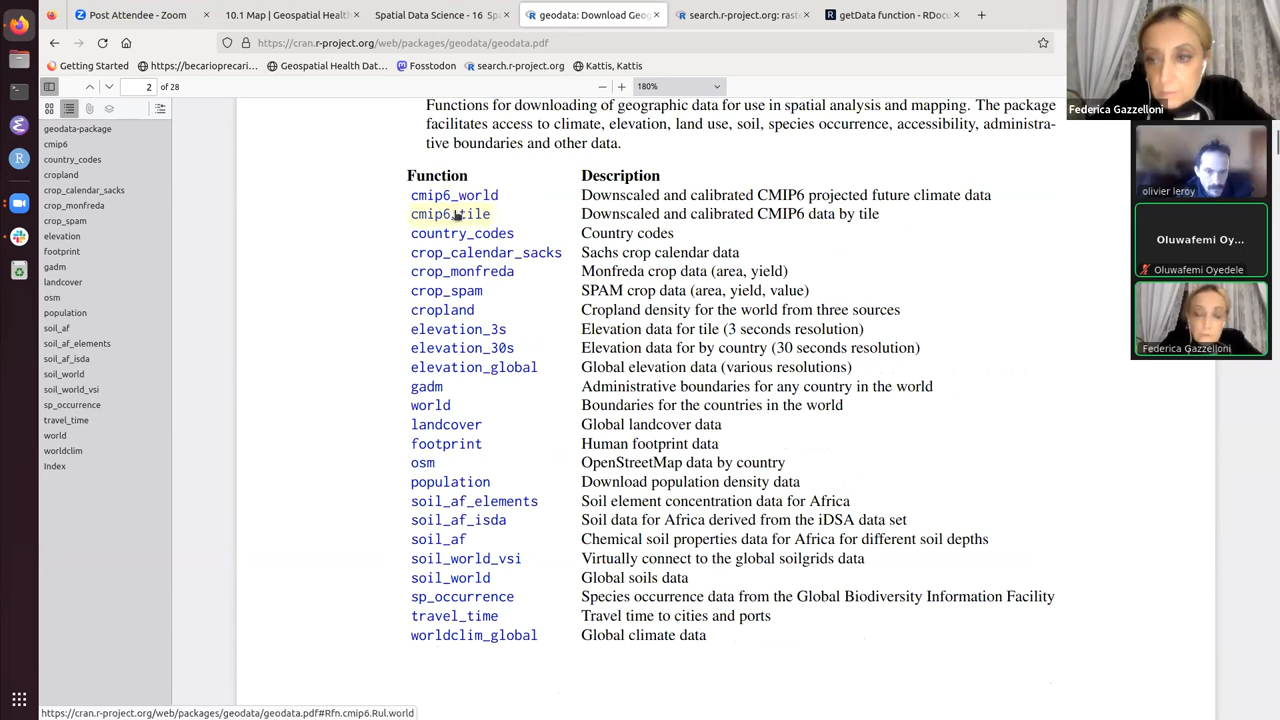 Post Attendee - Zoom
10.1 Map | Geospatial Health
Spatial Data Science - 16 Sp
geodata: Download Geog
search.r-project.org: raste
getData function - RDocu
https://cran.r-project.org/web/packages/geodata/geodata.pdf
Getting Started
https://becarioprecari...
Geospatial Health Dat...
Fosstodon
search.r-project.org
Kattis, Kattis
2
of 28
180%
geodata-package
cmip6
country_codes
cropland
crop_calendar_sacks
crop_monfreda
crop_spam
elevation
footprint
gadm
landcover
osm
population
soil_af
soil_af_elements
soil_af_isda
soil_world
soil_world_vsi
sp_occurrence
travel_time
world
worldclim
Index
Functions for downloading of geographic data for use in spatial analysis and mapping. The package
facilitates access to climate, elevation, land use, soil, species occurrence, accessibility, administra-
tive boundaries and other data.
Function Description
cmip6_world Downscaled and calibrated CMIP6 projected future climate data
cmip6_tile Downscaled and calibrated CMIP6 data by tile
country_codes Country codes
crop_calendar_sacks Sachs crop calendar data
crop_monfreda Monfreda crop data (area, yield)
crop_spam SPAM crop data (area, yield, value)
cropland Cropland density for the world from three sources
elevation_3s Elevation data for tile (3 seconds resolution)
elevation_30s Elevation data for by country (30 seconds resolution)
elevation_global Global elevation data (various resolutions)
gadm Administrative boundaries for any country in the world
world Boundaries for the countries in the world
landcover Global landcover data
footprint Human footprint data
osm OpenStreetMap data by country
population Download population density data
soil_af_elements Soil element concentration data for Africa
soil_af_isda Soil data for Africa derived from the iDSA data set
soil_af Chemical soil properties data for Africa for different soil depths
soil_world_vsi Virtually connect to the global soilgrids data
soil_world Global soils data
sp_occurrence Species occurrence data from the Global Biodiversity Information Facility
travel_time Travel time to cities and ports
worldclim_global Global climate data
https://cran.r-project.org/web/packages/geodata/geodata.pdf#Rfn.cmip6.Rul.world
Federica Gazzelloni
olivier leroy
Oluwafemi Oy...
Oluwafemi Oyedele
Federica Gazzelloni